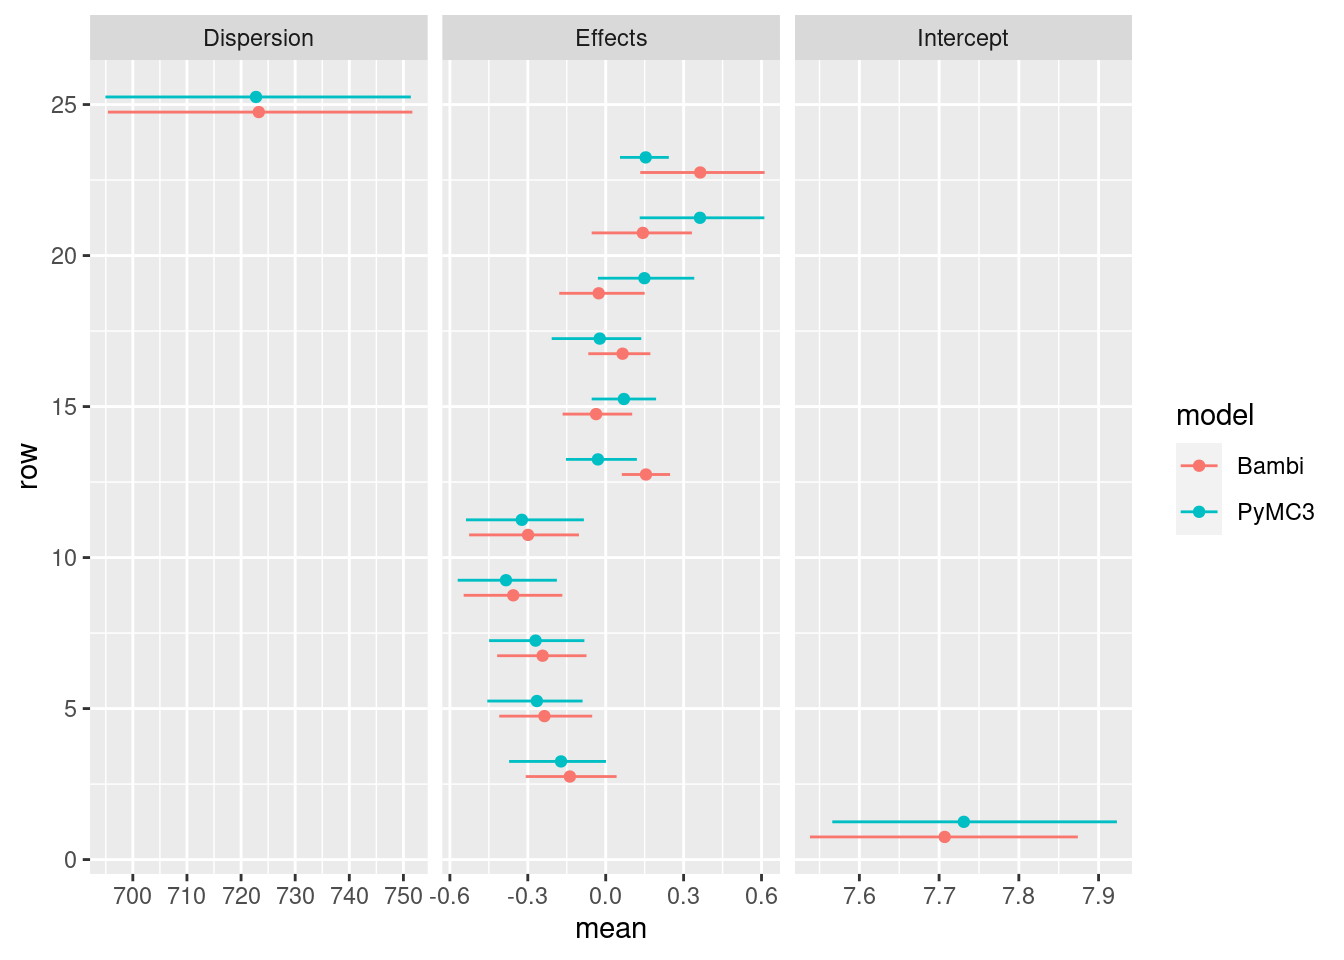 Dispersion Effects Intercept
25
20
15
10
5
0
row
700 710 720 730 740 750 -0.6 -0.3 0.0 0.3 0.6 7.6 7.7 7.8 7.9
mean
model
Bambi
PyMC3